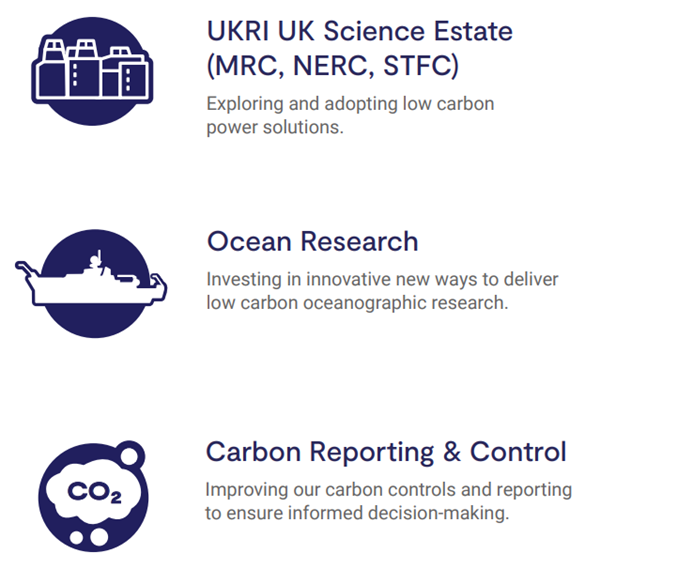 UKRI UK Science Estate
(MRC, NERC, STFC)
Exploring and adopting low carbon
power solutions.
Ocean Research
Investing in innovative new ways to deliver
low carbon oceanographic research.
CO₂
Carbon Reporting & Control
Improving our carbon controls and reporting
to ensure informed decision-making.